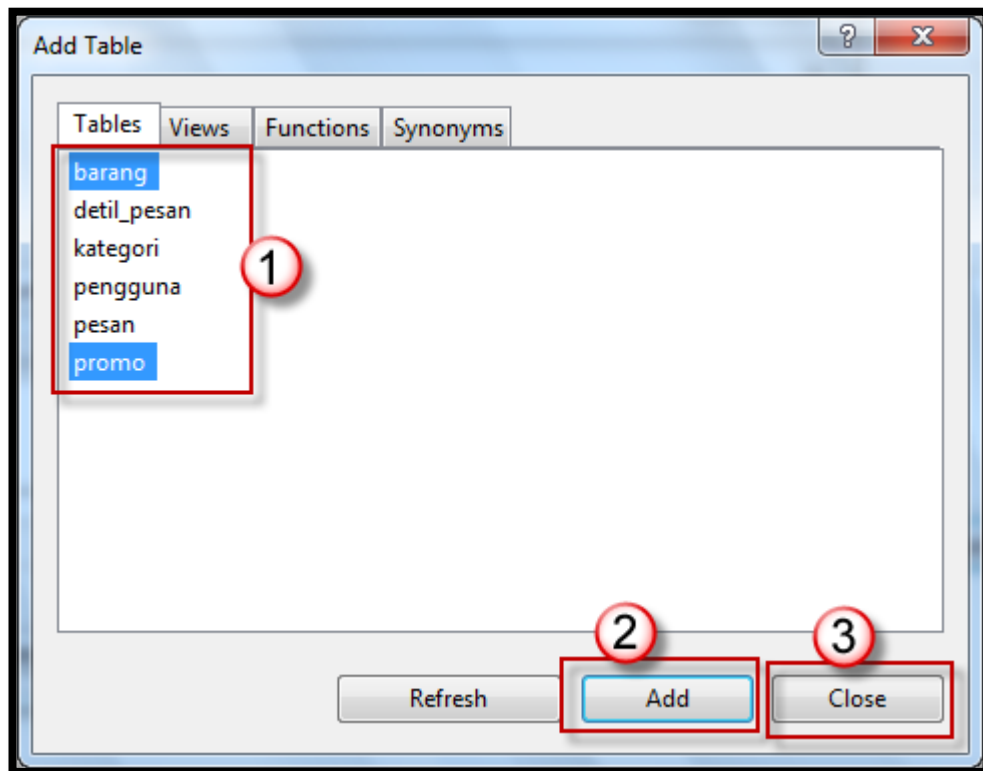 Add Table
Tables Views Functions Synonyms
barang
detil_pesan
kategori
pengguna
pesan
promo
1
2
3
Refresh Add Close